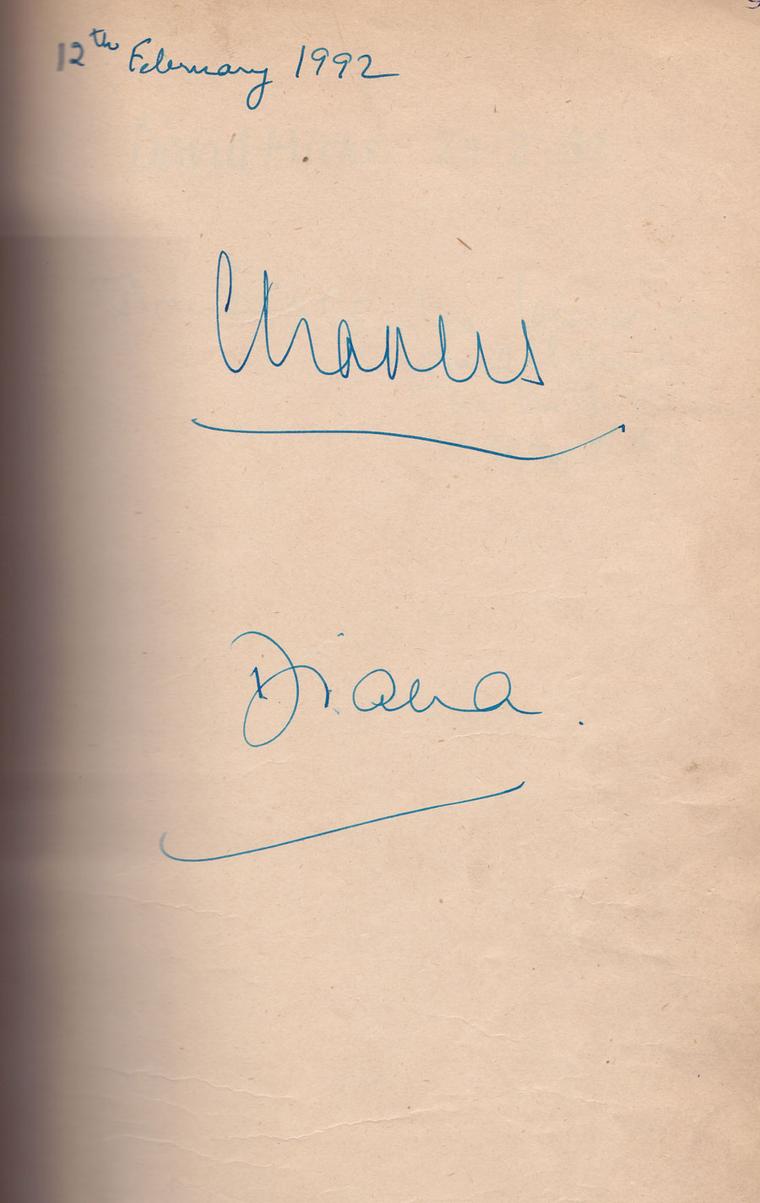 12th February 1992
Charles
Diana.